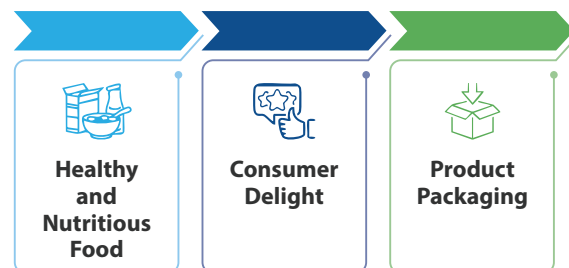 Healthy
and
Nutritious
Food
Consumer
Delight
Product
Packaging